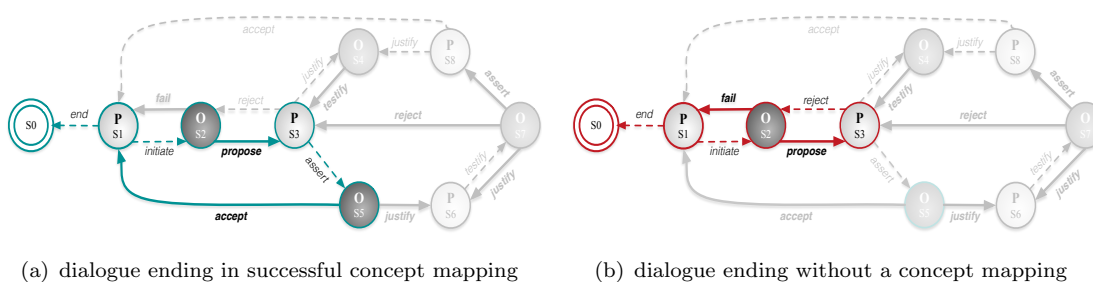 accept
P
S8
justify
O
S4
justify
testify
assert
end
fail
reject
S0
P
S1
O
S2
P
S3
reject
O
S7
initiate
propose
assert
testify
justify
O
S5
accept
justify
P
S6
(a) dialogue ending in successful concept mapping
accept
P
S8
justify
O
S4
justify
testify
assert
end
fail
reject
S0
P
S1
O
S2
P
S3
reject
O
S7
initiate
propose
assert
testify
justify
O
S5
accept
justify
P
S6
(b) dialogue ending without a concept mapping